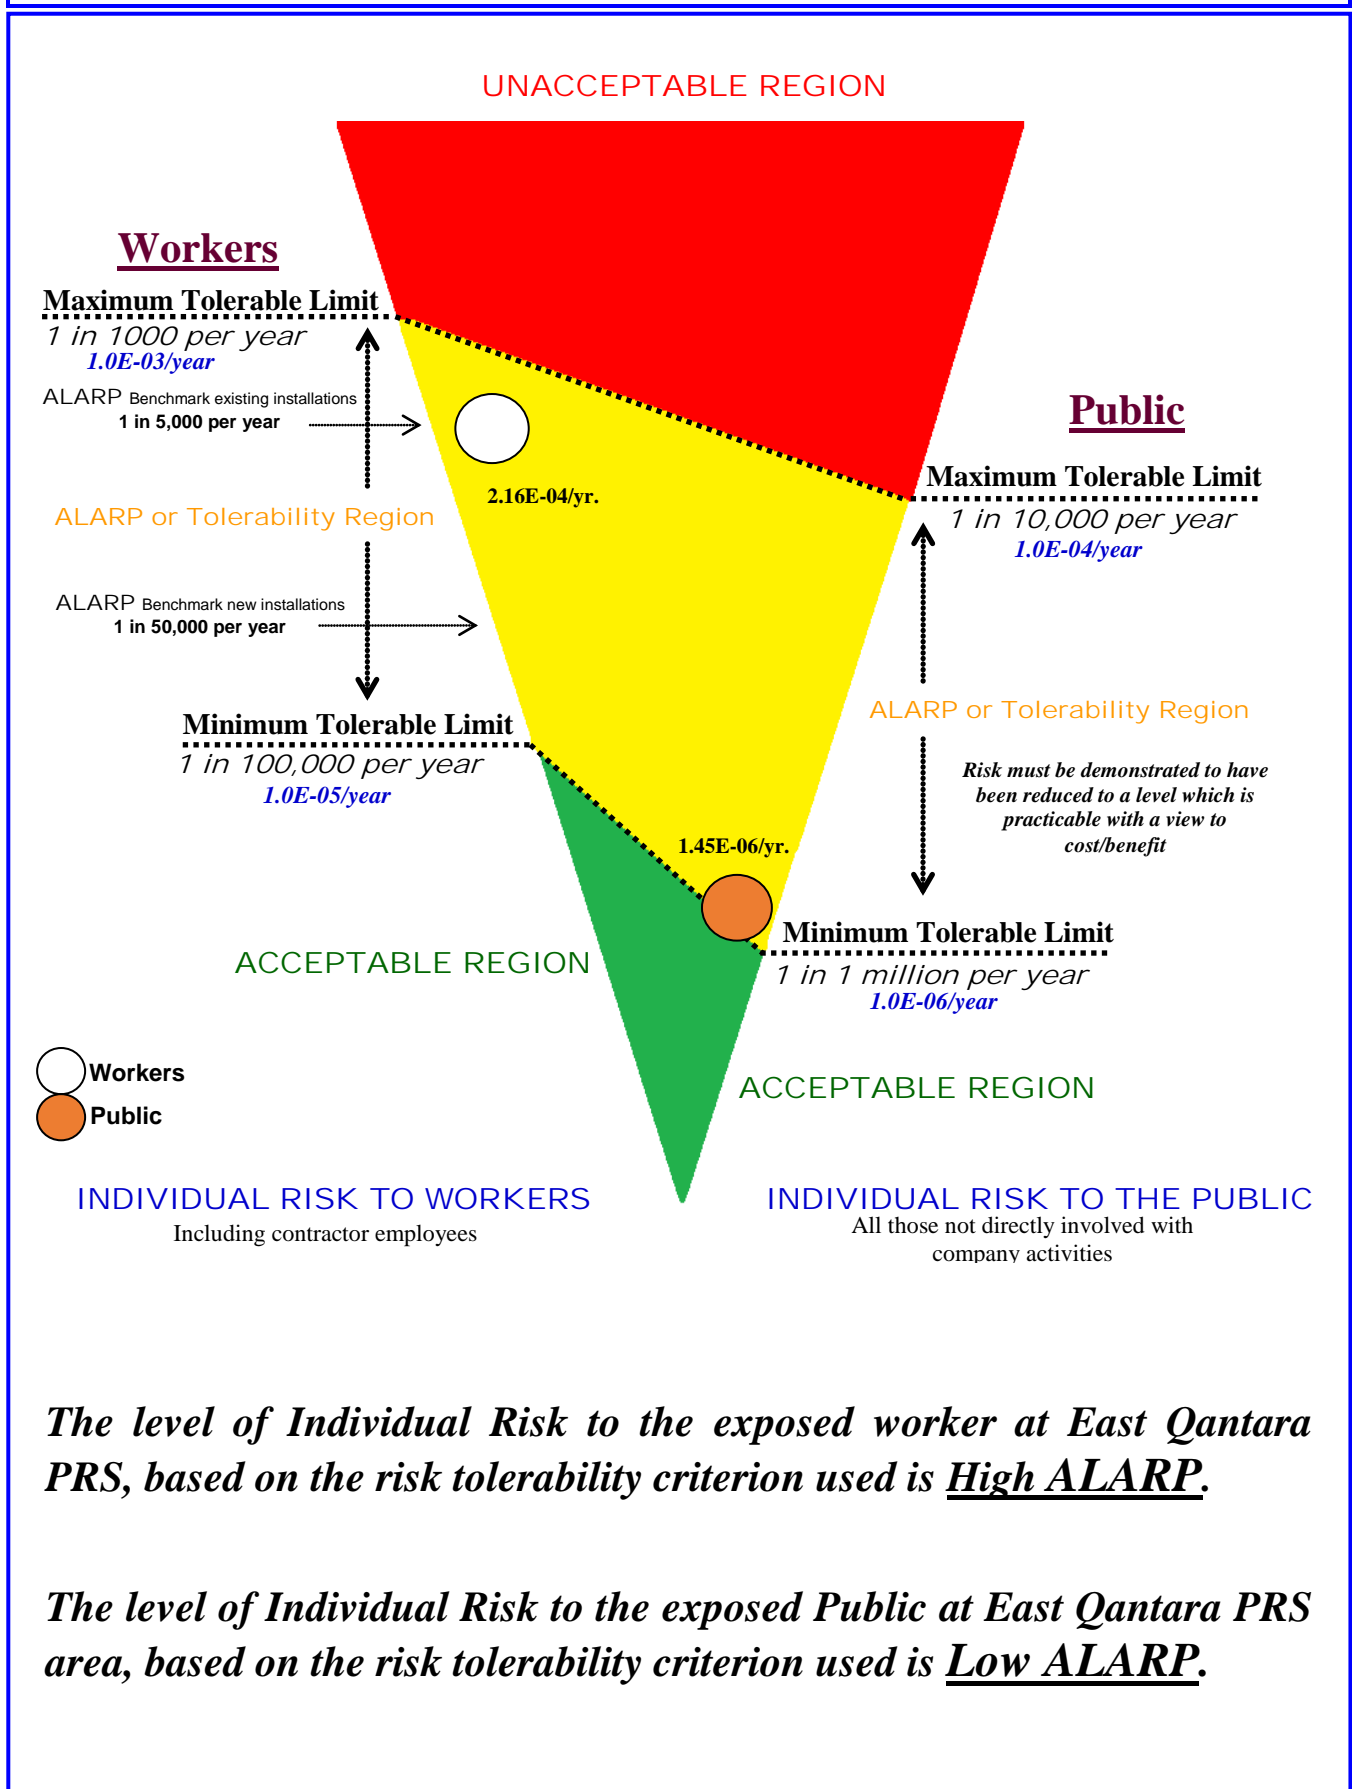 UNACCEPTABLE REGION
Workers
Maximum Tolerable Limit
1 in 1000 per year
1.0E-03/year
ALARP Benchmark existing installations
1 in 5,000 per year
2.16E-04/yr.
ALARP or Tolerability Region
ALARP Benchmark new installations
1 in 50,000 per year
Minimum Tolerable Limit
1 in 100,000 per year
1.0E-05/year
Public
Maximum Tolerable Limit
1 in 10,000 per year
1.0E-04/year
ALARP or Tolerability Region
Risk must be demonstrated to have
been reduced to a level which is
practicable with a view to
cost/benefit
1.45E-06/yr.
Minimum Tolerable Limit
1 in 1 million per year
1.0E-06/year
ACCEPTABLE REGION
ACCEPTABLE REGION
Workers
Public
INDIVIDUAL RISK TO WORKERS
Including contractor employees
INDIVIDUAL RISK TO THE PUBLIC
All those not directly involved with
company activities
The level of Individual Risk to the exposed worker at East Qantara
PRS, based on the risk tolerability criterion used is High ALARP.
The level of Individual Risk to the exposed Public at East Qantara PRS
area, based on the risk tolerability criterion used is Low ALARP.